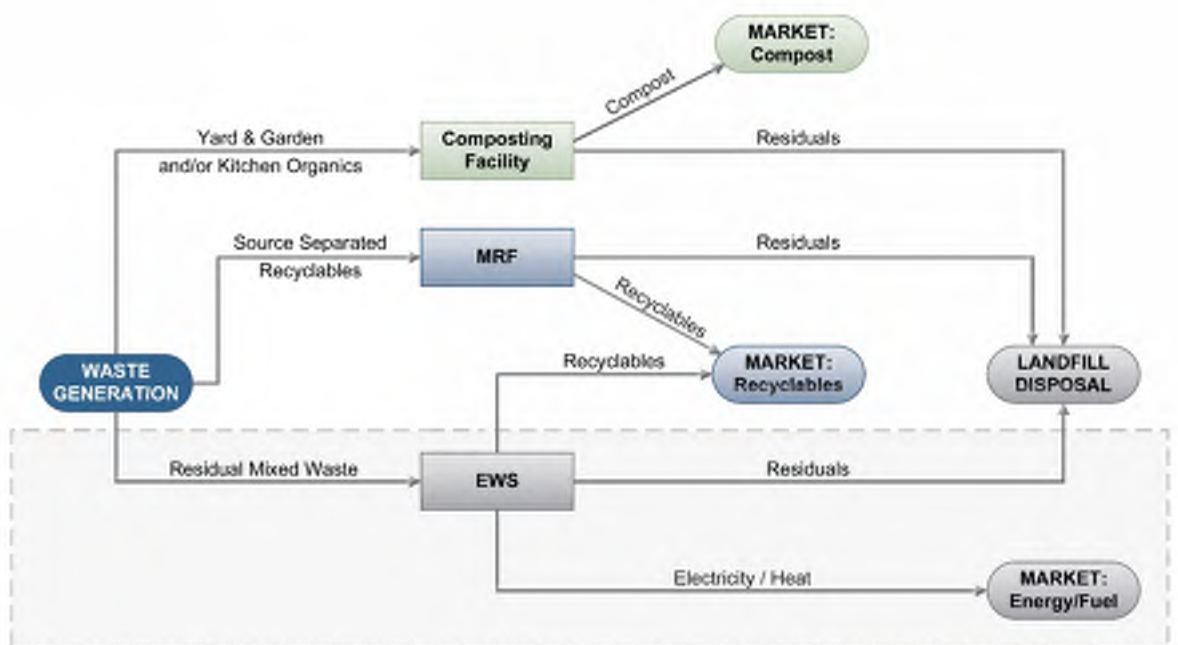 MARKET:
Compost
Compost
Yard & Garden
and/or Kitchen Organics
Composting
Facility
Residuals
Source Separated
Recyclables
MRF
Residuals
Recyclables
WASTE
GENERATION
Recyclables
MARKET:
Recyclables
LANDFILL
DISPOSAL
Residual Mixed Waste
EWS
Residuals
Electricity / Heat
MARKET:
Energy/Fuel